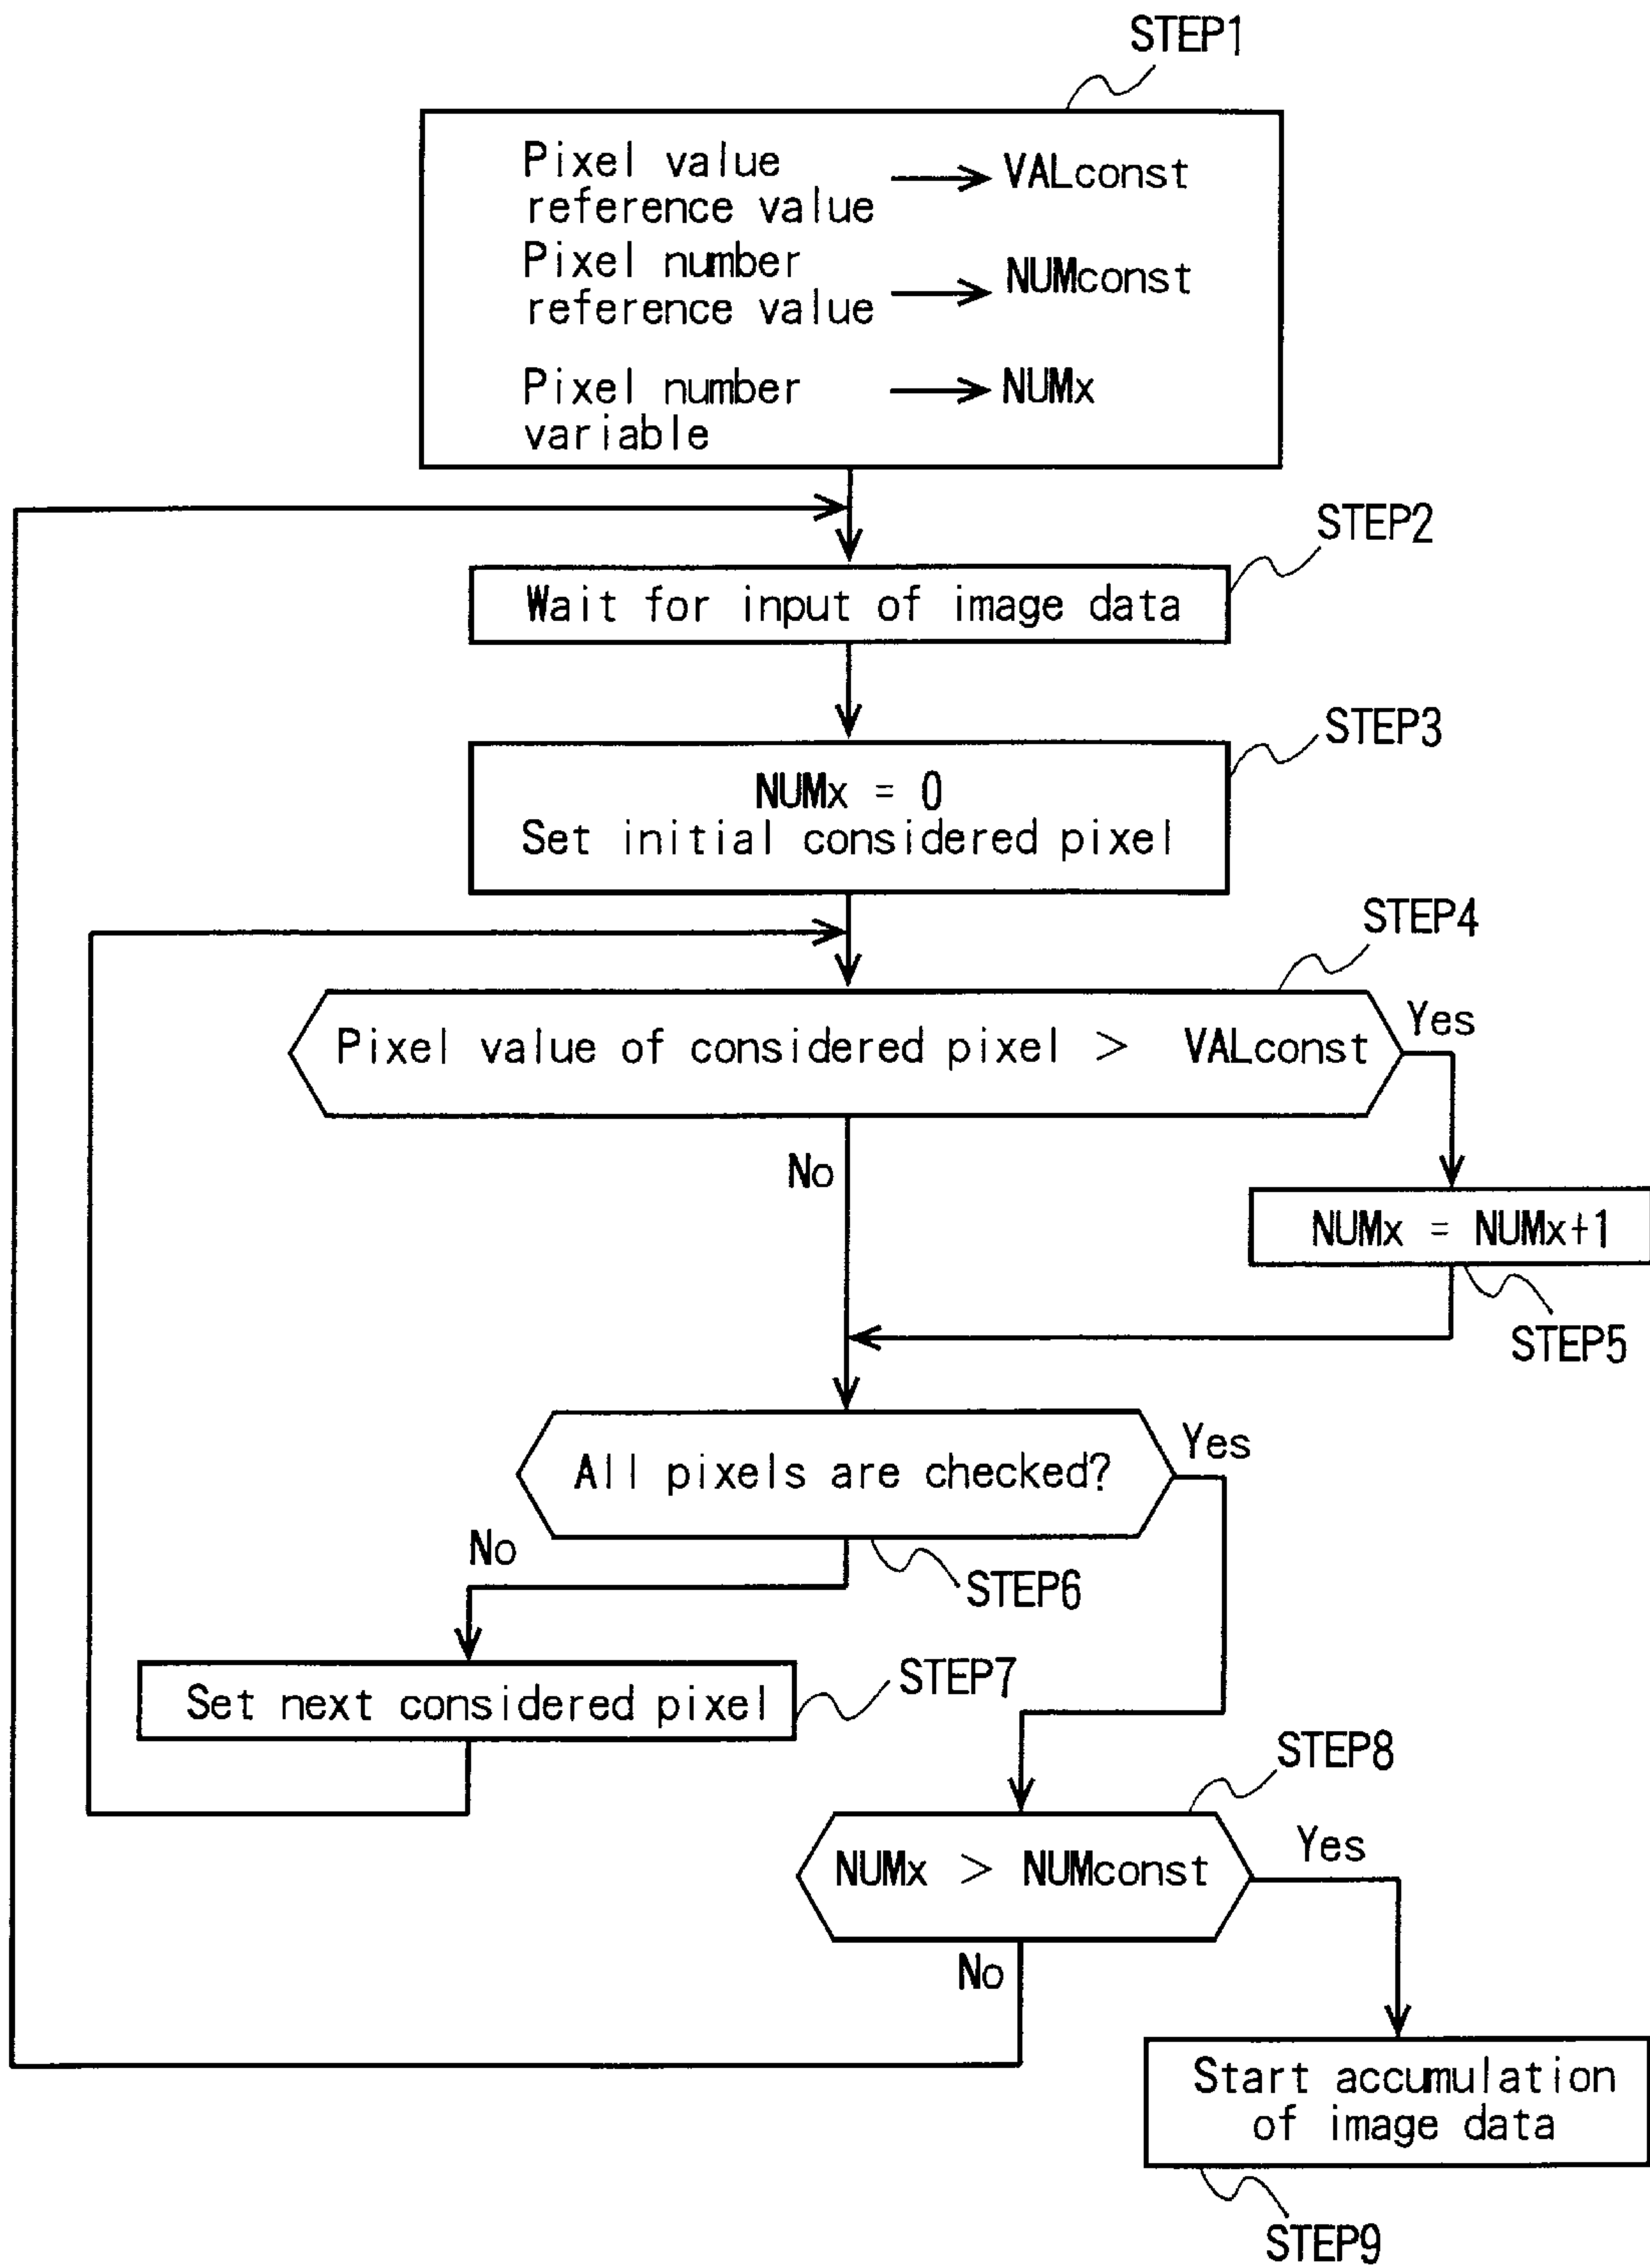 STEP1
Pixel value
reference value
VALconst
Pixel number
reference value
NUMconst
Pixel number
variable
NUMx
STEP2
Wait for input of image data
STEP3
NUMx = 0
Set initial considered pixel
STEP4
Pixel value of considered pixel > VALconst
Yes
No
NUMx = NUMx+1
STEP5
All pixels are checked?
Yes
No
STEP6
Set next considered pixel
STEP7
STEP8
NUMx > NUMconst
Yes
No
Start accumulation
of image data
STEP9